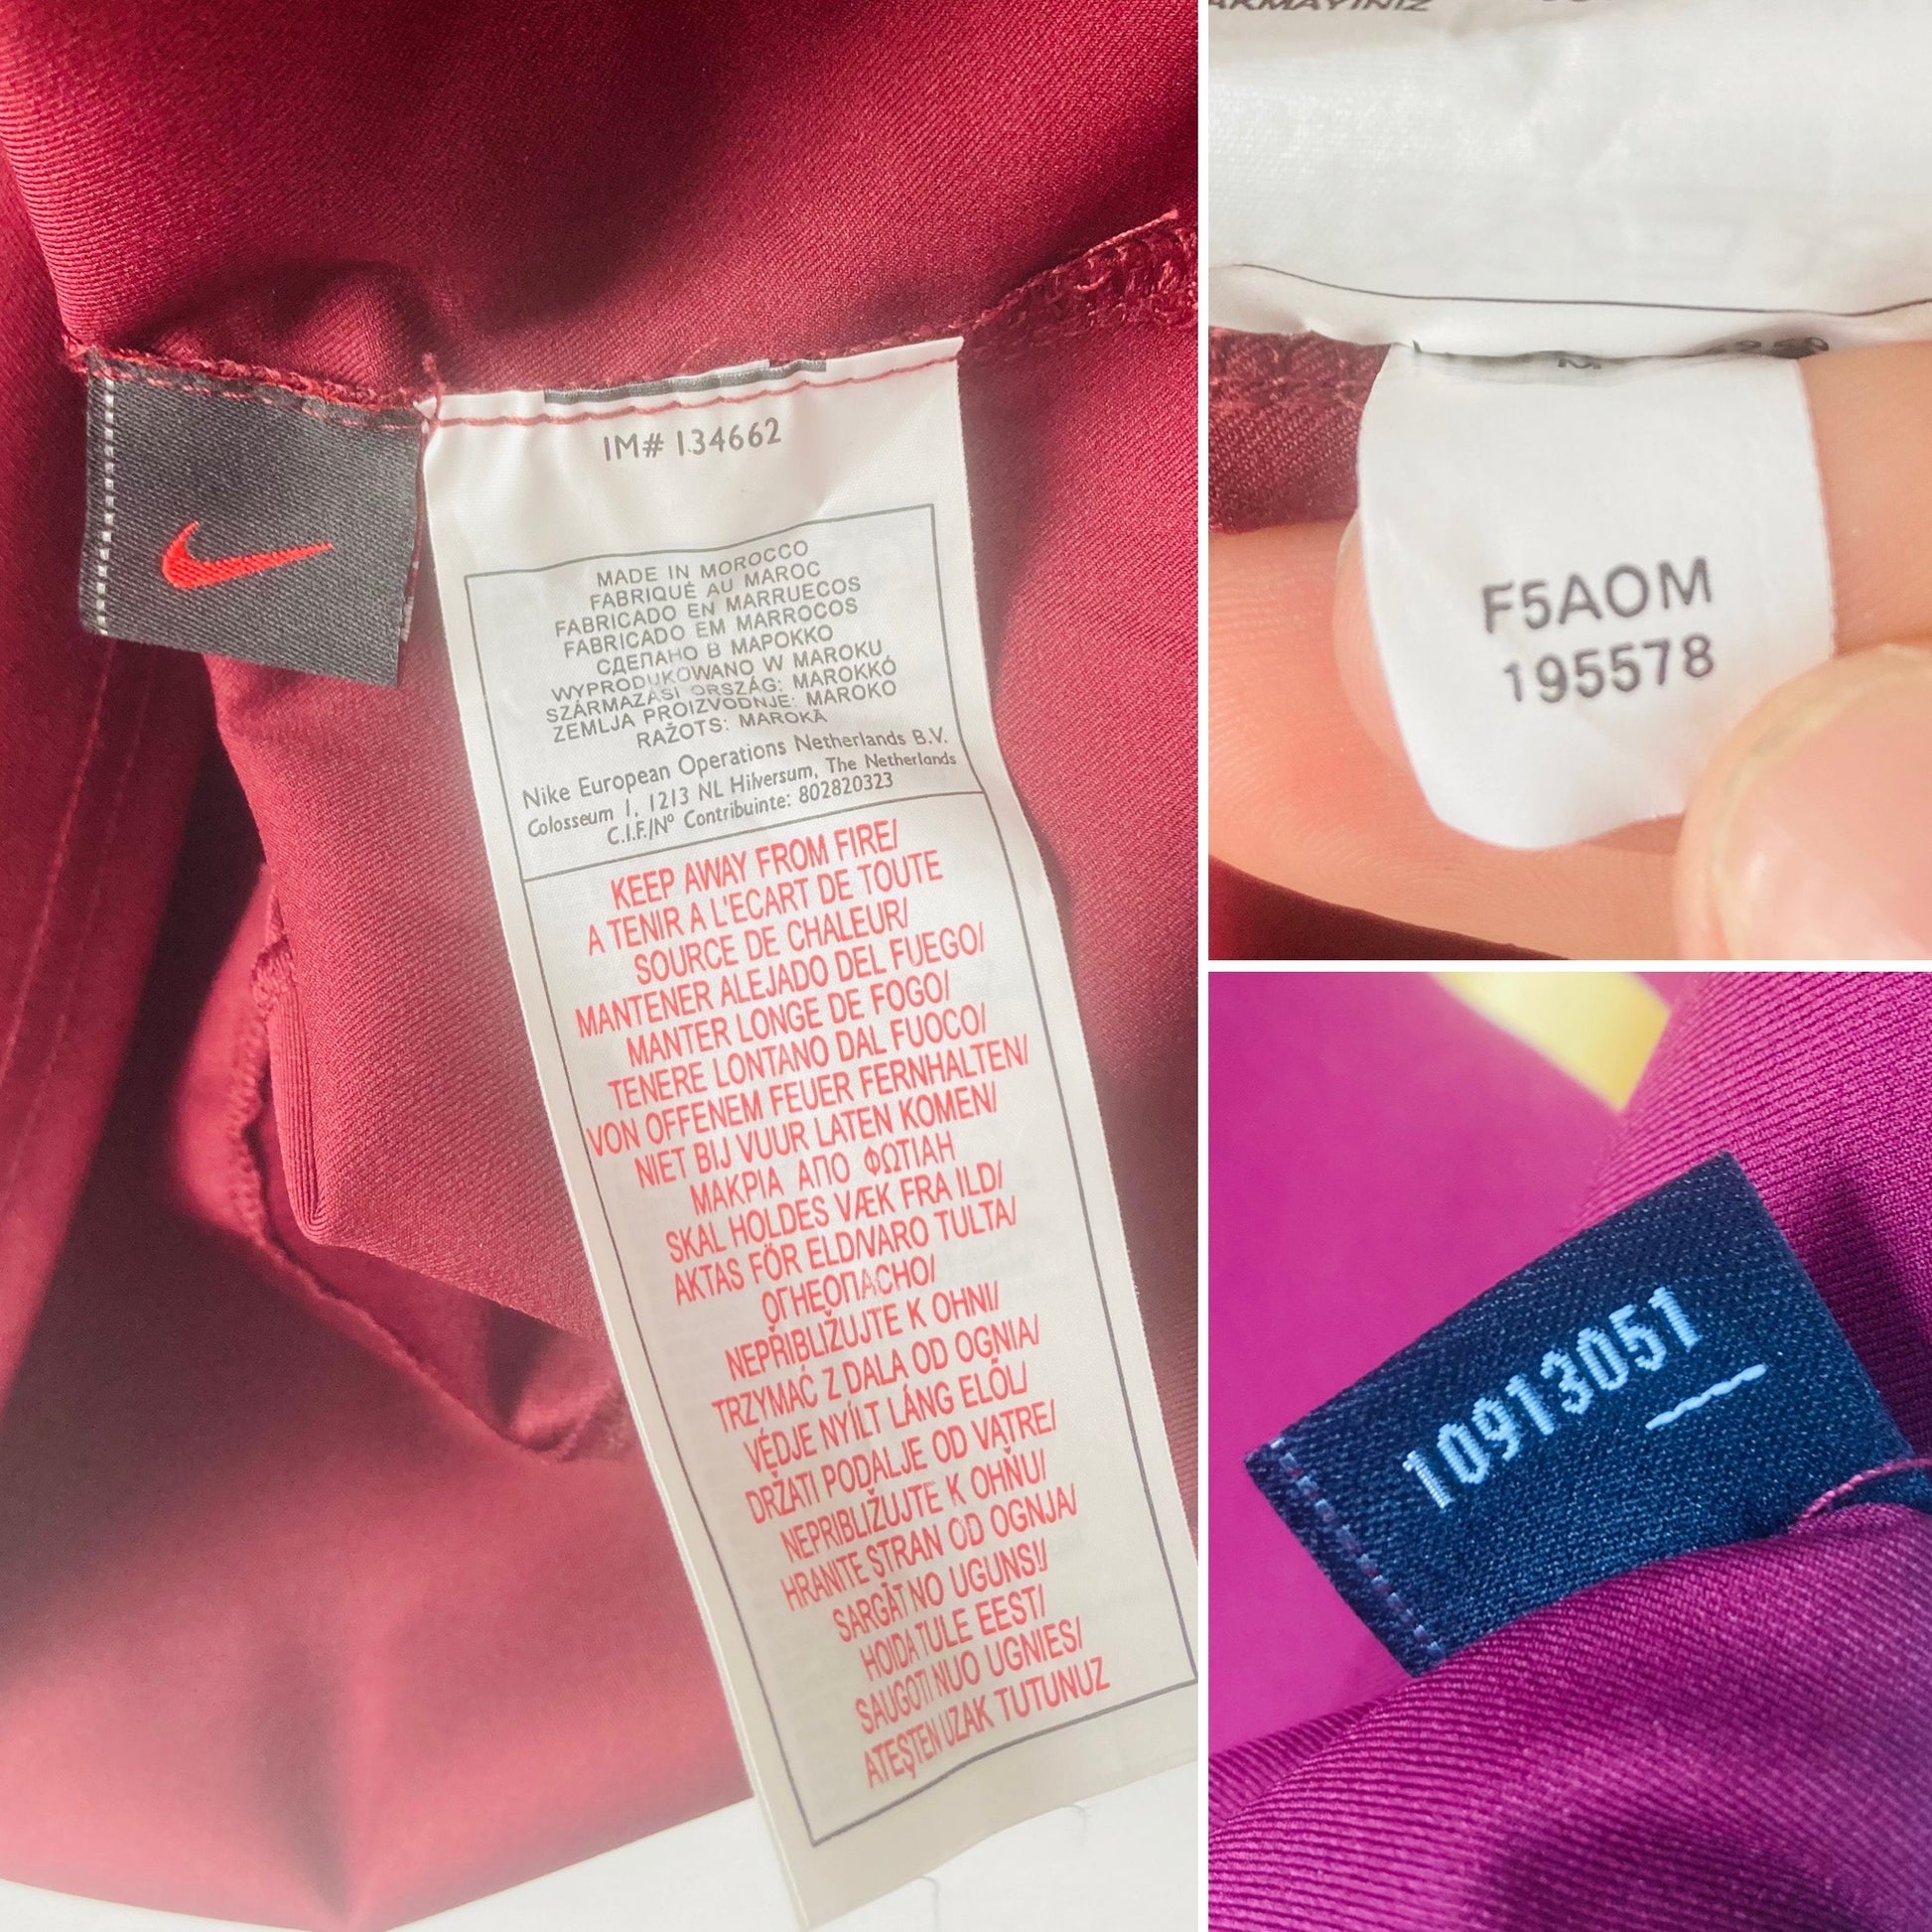 IM# 134662
MADE IN MOROCCO
FABRIQUÉ AU MAROC
FABRICADO EN MARRUECOS
FABRICADO EM MARROCOS
СДЕПАНО В МАРОККО
WYPRODUKOWANO W MAROKU
SZÁRMAZÁSI ORSZÁG: MAROKKÓ
ZEMLJA PROIZVODNJE: MAROKO
RAŽOTS: MAROKĀ
Nike European Operations Netherlands B.V.
Colosseum 1, 1213 NL Hilversum, The Netherlands
C.I.F./Nº Contribuinte: 802820323
KEEP AWAY FROM FIRE/
A TENIR A L'ECART DE TOUTE
SOURCE DE CHALEUR/
MANTENER ALEJADO DEL FUEGO/
MANTER LONGE DE FOGO/
TENERE LONTANO DAL FUOCO/
VON OFFENEM FEUER FERNHALTEN/
NIET BIJ VUUR LATEN KOMEN/
ΜΑΚΡΙΑ ΑΠΟ ΦΩΤΙΑΗ
SKAL HOLDES VÆK FRA ILD/
AKTAS FÖR ELD/VARO TULTA/
ОГНЕОПАСНО/
NEPŘIBLIŽUJTE K OHNI/
TRZYMAĆ Z DALA OD OGNIA/
VÉDJE NYÍLT LÁNG ELŐL/
DRŽATI PODALJE OD VATRE/
NEPRIBLIŽUJTE K OHŇU/
HRANITE STRAN OD OGNJA/
SARGĀT NO UGUNS!/
HOIDA TULE EEST/
SAUGOTI NUO UGNIES/
ATEŞTEN UZAK TUTUNUZ
F5AOM
195578
10913051